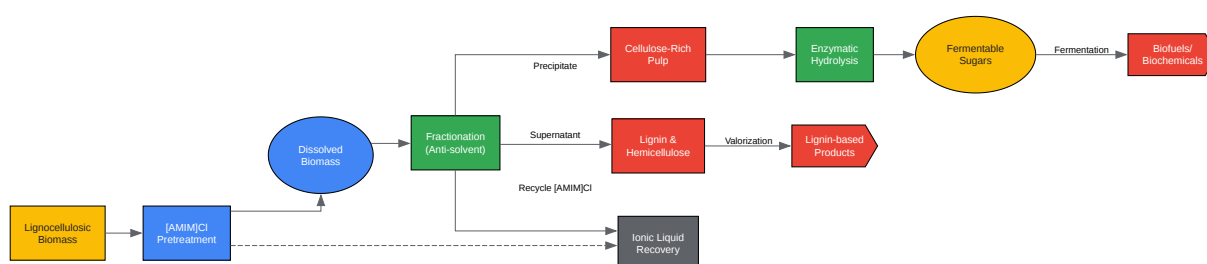 Lignocellulosic
Biomass
[AMIM]Cl
Pretreatment
Dissolved
Biomass
Fractionation
(Anti-solvent)
Precipitate
Cellulose-Rich
Pulp
Enzymatic
Hydrolysis
Fermentable
Sugars
Fermentation
Biofuels/
Biochemicals
Supernatant
Lignin &
Hemicellulose
Valorization
Lignin-based
Products
Recycle [AMIM]Cl
Ionic Liquid
Recovery